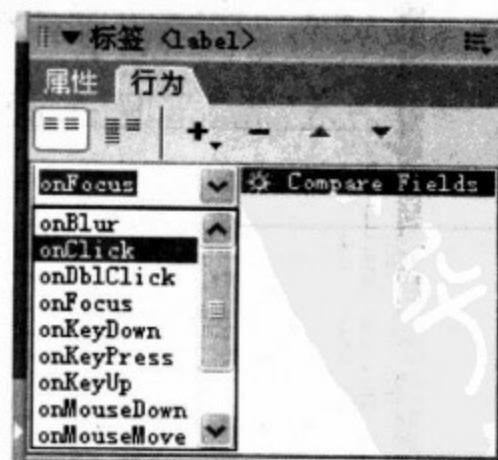 标签 <label>
属性 行为
onFocus Compare Fields
onBlur
onClick
onDblClick
onFocus
onKeyDown
onKeyPress
onKeyUp
onMouseDown
onMouseMove